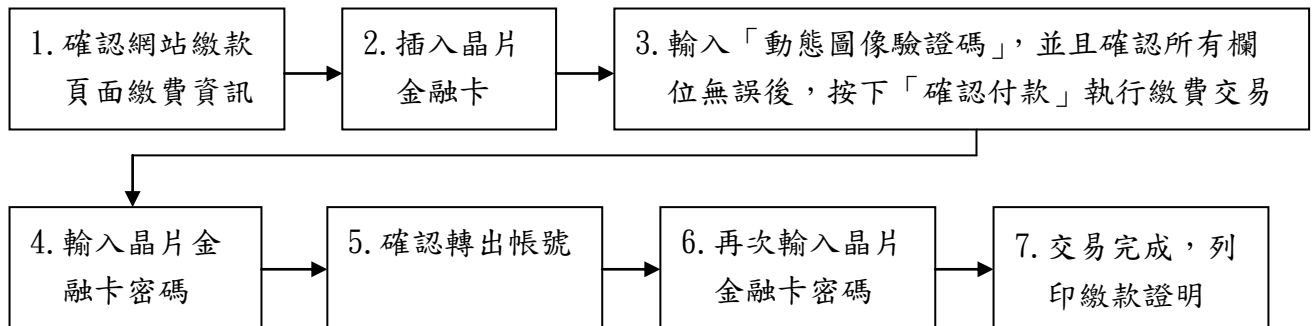 1.確認網站繳款
頁面繳費資訊
2.插入晶片
金融卡
3.輸入「動態圖像驗證碼」，並且確認所有欄
位無誤後，按下「確認付款」執行繳費交易
4.輸入晶片金
融卡密碼
5.確認轉出帳號
6.再次輸入晶片
金融卡密碼
7.交易完成，列
印繳款證明